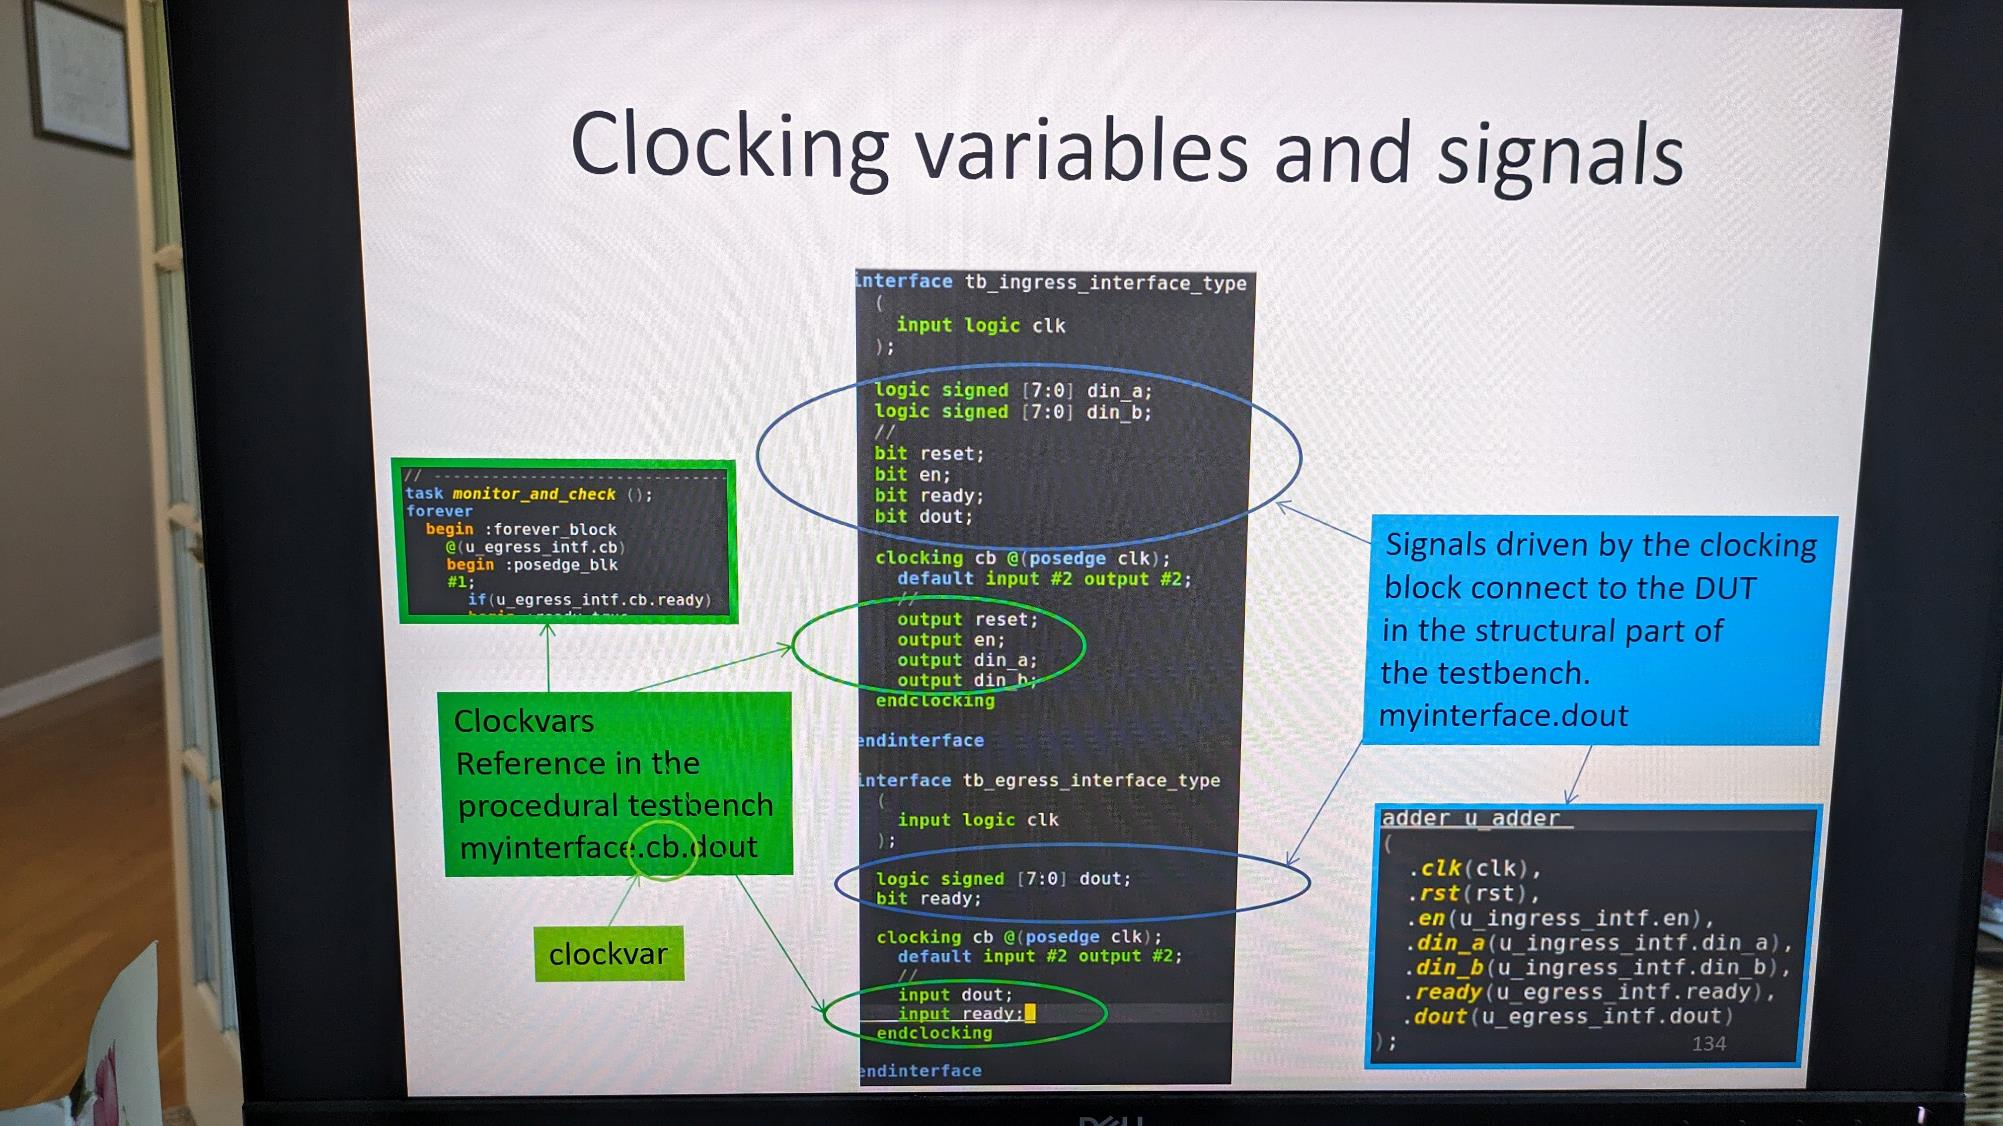 Clocking variables and signals
interface tb_ingress_interface_type
(
input logic clk
);
logic signed [7:0] din_a;
logic signed [7:0] din_b;
//
bit reset;
bit en;
bit ready;
bit dout;
clocking cb @(posedge clk);
default input #2 output #2;
//
output reset;
output en;
output din_a;
output din_b;
endclocking
endinterface
interface tb_egress_interface_type
(
input logic clk
);
logic signed [7:0] dout;
bit ready;
clocking cb @(posedge clk);
default input #2 output #2;
//
input dout;
input ready;
endclocking
endinterface
// ------------------------------
task monitor_and_check ();
forever
begin :forever_block
@(u_egress_intf.cb)
begin :posedge_blk
#1;
if(u_egress_intf.cb.ready)
Clockvars
Reference in the
procedural testbench
myinterface.cb.dout
clockvar
Signals driven by the clocking
block connect to the DUT
in the structural part of
the testbench.
myinterface.dout
adder u_adder
(
.clk(clk),
.rst(rst),
.en(u_ingress_intf.en),
.din_a(u_ingress_intf.din_a),
.din_b(u_ingress_intf.din_b),
.ready(u_egress_intf.ready),
.dout(u_egress_intf.dout)
);
134
DELL